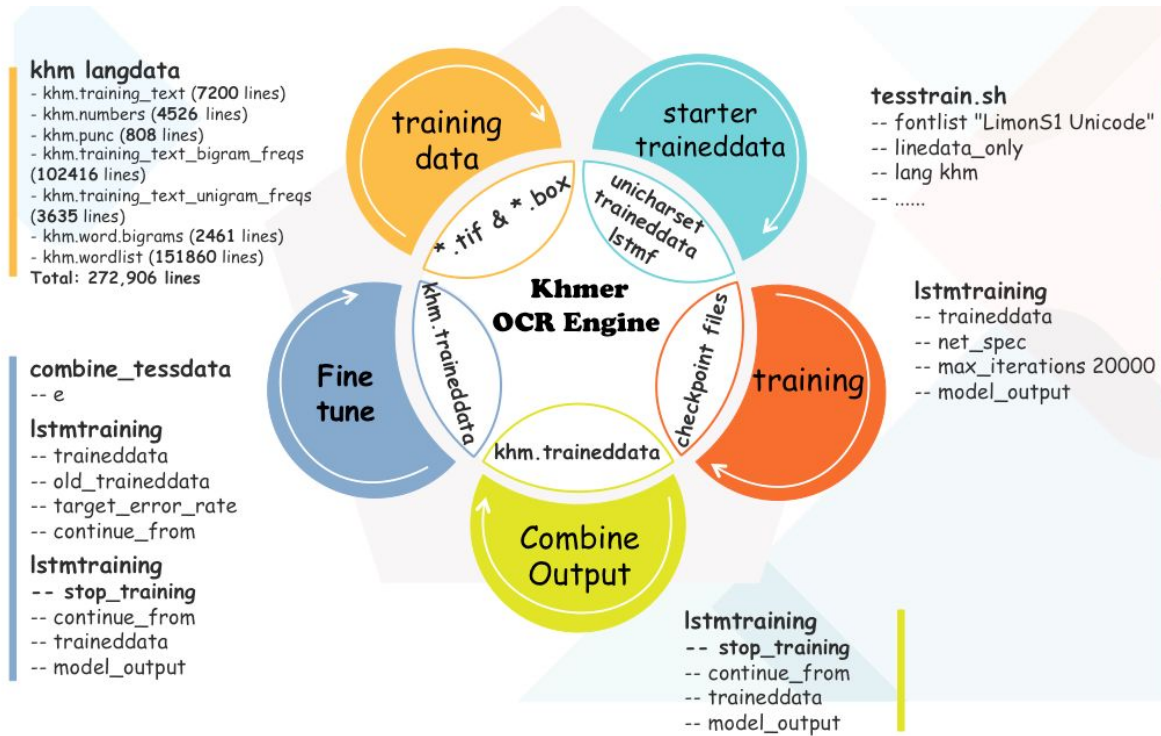 khm langdata
- khm.training_text (7200 lines)
- khm.numbers (4526 lines)
- khm.punc (808 lines)
- khm.training_text_bigram_freqs
(102416 lines)
- khm.training_text_unigram_freqs
(3635 lines)
- khm.word.bigrams (2461 lines)
- khm.wordlist (151860 lines)
Total: 272,906 lines
training
data
*.tif & *.box
starter
traineddata
unicharset
traineddata
lstmf
tesstrain.sh
-- fontlist "LimonS1 Unicode"
-- linedata_only
-- lang khm
-- ......
Khmer
OCR Engine
training
checkpoint files
lstmtraining
-- traineddata
-- net_spec
-- max_iterations 20000
-- model_output
Combine
Output
khm.traineddata
lstmtraining
-- stop_training
-- continue_from
-- traineddata
-- model_output
Fine
tune
khm.traineddata
combine_tessdata
-- e
lstmtraining
-- traineddata
-- old_traineddata
-- target_error_rate
-- continue_from
lstmtraining
-- stop_training
-- continue_from
-- traineddata
-- model_output